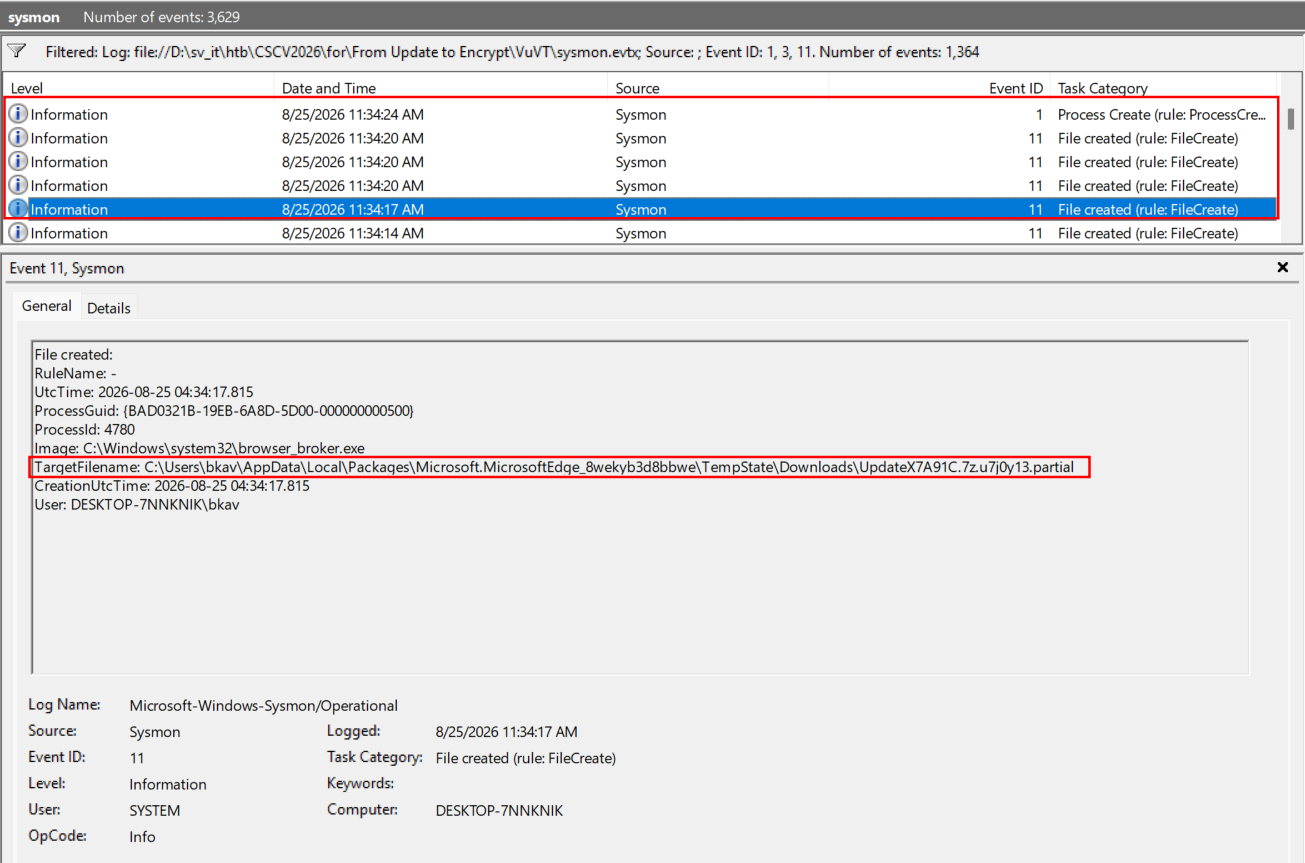 sysmon Number of events: 3,629
Filtered: Log: file://D:\sv_it\htb\CSCV2026\for\From Update to Encrypt\VuVT\sysmon.evtx; Source: ; Event ID: 1, 3, 11. Number of events: 1,364
Level Date and Time Source Event ID Task Category
Information 8/25/2026 11:34:24 AM Sysmon 1 Process Create (rule: ProcessCre...
Information 8/25/2026 11:34:20 AM Sysmon 11 File created (rule: FileCreate)
Information 8/25/2026 11:34:20 AM Sysmon 11 File created (rule: FileCreate)
Information 8/25/2026 11:34:20 AM Sysmon 11 File created (rule: FileCreate)
Information 8/25/2026 11:34:17 AM Sysmon 11 File created (rule: FileCreate)
Information 8/25/2026 11:34:14 AM Sysmon 11 File created (rule: FileCreate)
Event 11, Sysmon
General Details
File created:
RuleName: -
UtcTime: 2026-08-25 04:34:17.815
ProcessGuid: {BAD0321B-19EB-6A8D-5D00-000000000500}
ProcessId: 4780
Image: C:\Windows\system32\browser_broker.exe
TargetFilename: C:\Users\bkav\AppData\Local\Packages\Microsoft.MicrosoftEdge_8wekyb3d8bbwe\TempState\Downloads\UpdateX7A91C.7z.u7j0y13.partial
CreationUtcTime: 2026-08-25 04:34:17.815
User: DESKTOP-7NNKNIK\bkav
Log Name: Microsoft-Windows-Sysmon/Operational
Source: Sysmon Logged: 8/25/2026 11:34:17 AM
Event ID: 11 Task Category: File created (rule: FileCreate)
Level: Information Keywords:
User: SYSTEM Computer: DESKTOP-7NNKNIK
OpCode: Info